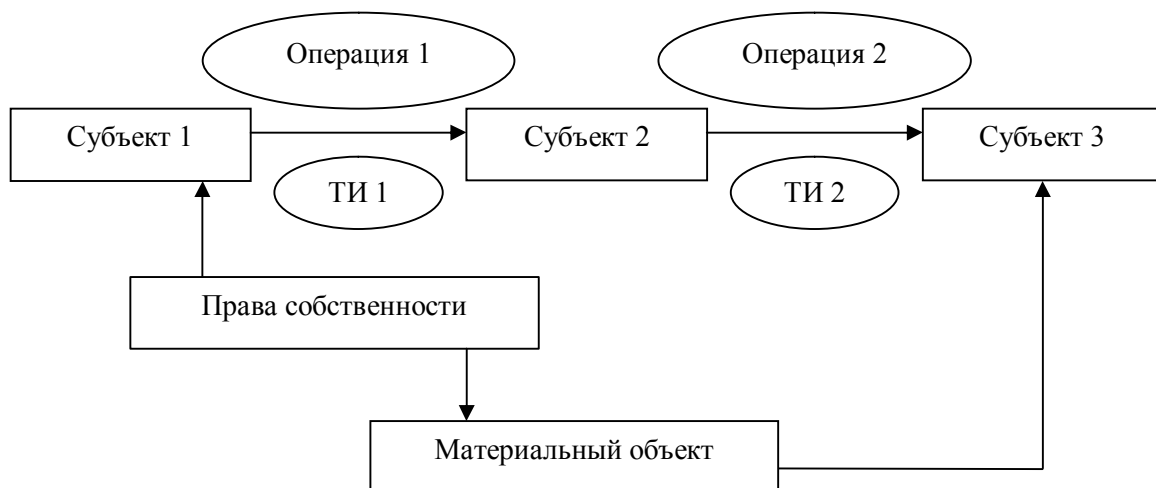 Операция 1
Операция 2
Субъект 1
Субъект 2
Субъект 3
ТИ 1
ТИ 2
Права собственности
Материальный объект